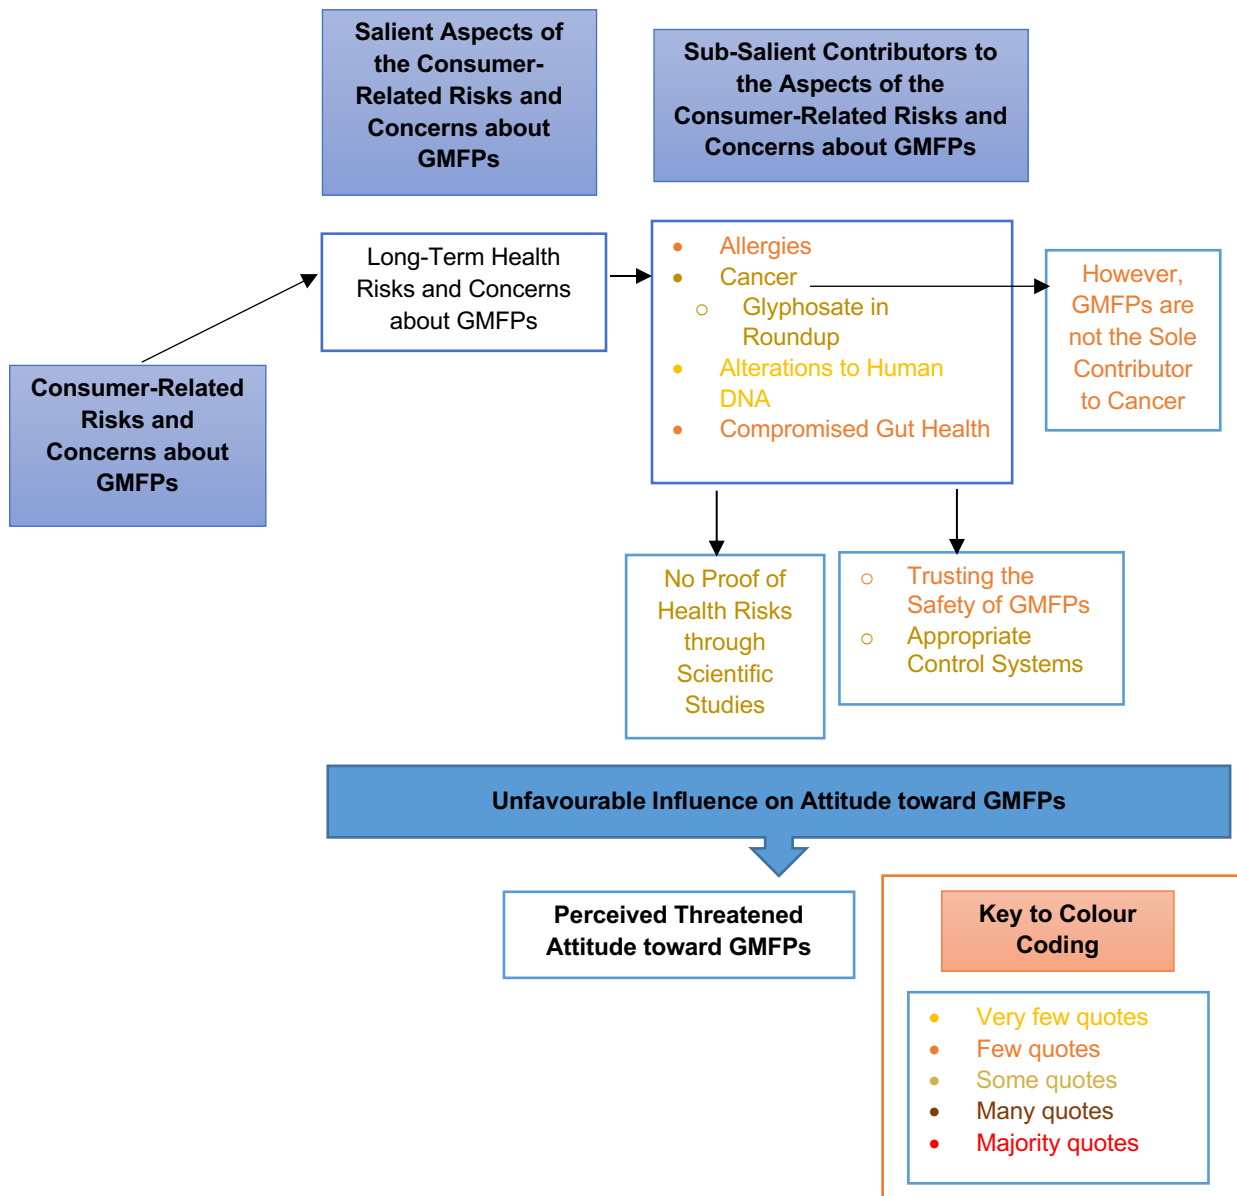 Salient Aspects of
the Consumer-
Related Risks and
Concerns about
GMFPs
Sub-Salient Contributors to
the Aspects of the
Consumer-Related Risks and
Concerns about GMFPs
Consumer-Related
Risks and
Concerns about
GMFPs
Long-Term Health
Risks and Concerns
about GMFPs
• Allergies
• Cancer
o Glyphosate in
Roundup
• Alterations to Human
DNA
• Compromised Gut Health
However,
GMFPs are
not the Sole
Contributor
to Cancer
No Proof of
Health Risks
through
Scientific
Studies
o Trusting the
Safety of GMFPs
o Appropriate
Control Systems
Unfavourable Influence on Attitude toward GMFPs
Perceived Threatened
Attitude toward GMFPs
Key to Colour
Coding
• Very few quotes
• Few quotes
• Some quotes
• Many quotes
• Majority quotes